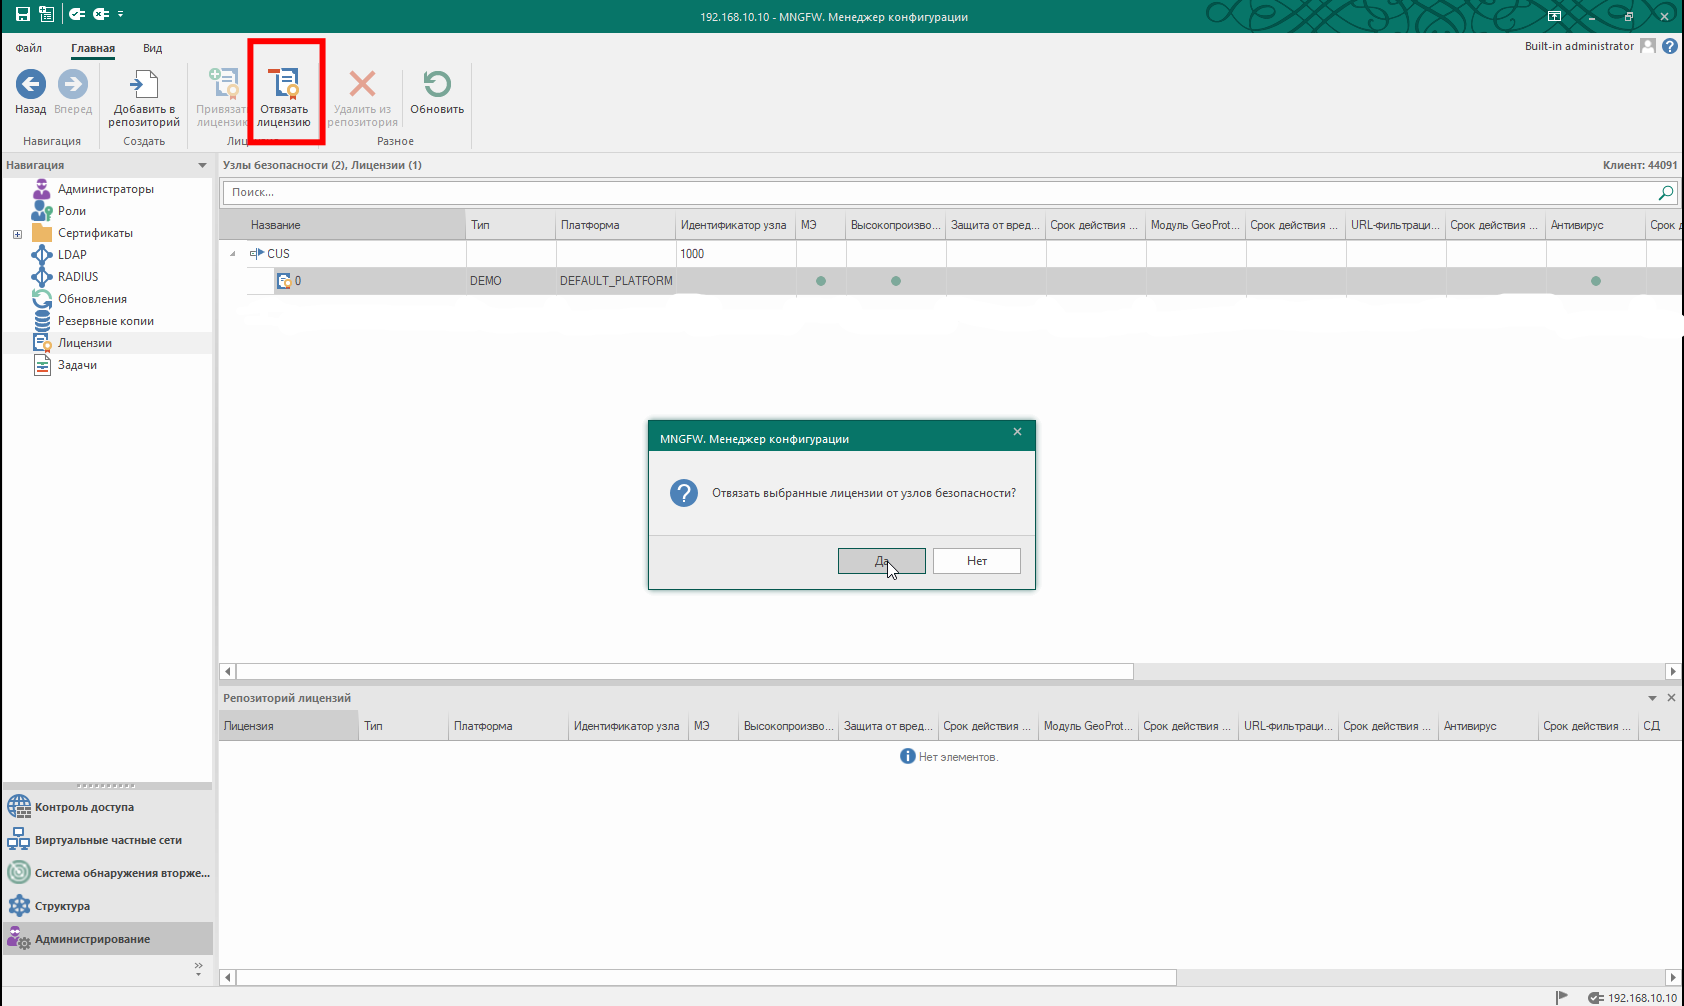 192.168.10.10 - MNGFW. Менеджер конфигурации
Файл Главная Вид
Built-in administrator
Назад
Вперед
Добавить в
репозиторий
Привязать
лицензию
Отвязать
лицензию
Удалить из
репозитория
Обновить
Навигация
Создать
Разное
Навигация
Узлы безопасности (2), Лицензии (1)
Клиент: 44091
Поиск...
Администраторы
Роли
Сертификаты
LDAP
RADIUS
Обновления
Резервные копии
Лицензии
Задачи
Название Тип Платформа Идентификатор узла МЭ Высокопроизво... Защита от вред... Срок действия ... Модуль GeoProt... Срок действия ... URL-фильтраци... Срок действия ... Антивирус Срок д
CUS 1000
0 DEMO DEFAULT_PLATFORM
MNGFW. Менеджер конфигурации
Отвязать выбранные лицензии от узлов безопасности?
Да
Нет
Репозиторий лицензий
Лицензия Тип Платформа Идентификатор узла МЭ Высокопроизво... Защита от вред... Срок действия ... Модуль GeoProt... Срок действия ... URL-фильтраци... Срок действия ... Антивирус Срок действия ... СД
Нет элементов.
Контроль доступа
Виртуальные частные сети
Система обнаружения вторже...
Структура
Администрирование
192.168.10.10